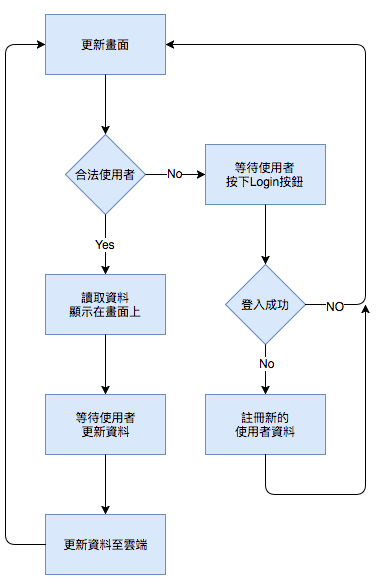 更新畫面
合法使用者
No
等待使用者
按下Login按鈕
Yes
讀取資料
顯示在畫面上
登入成功
NO
No
等待使用者
更新資料
註冊新的
使用者資料
更新資料至雲端